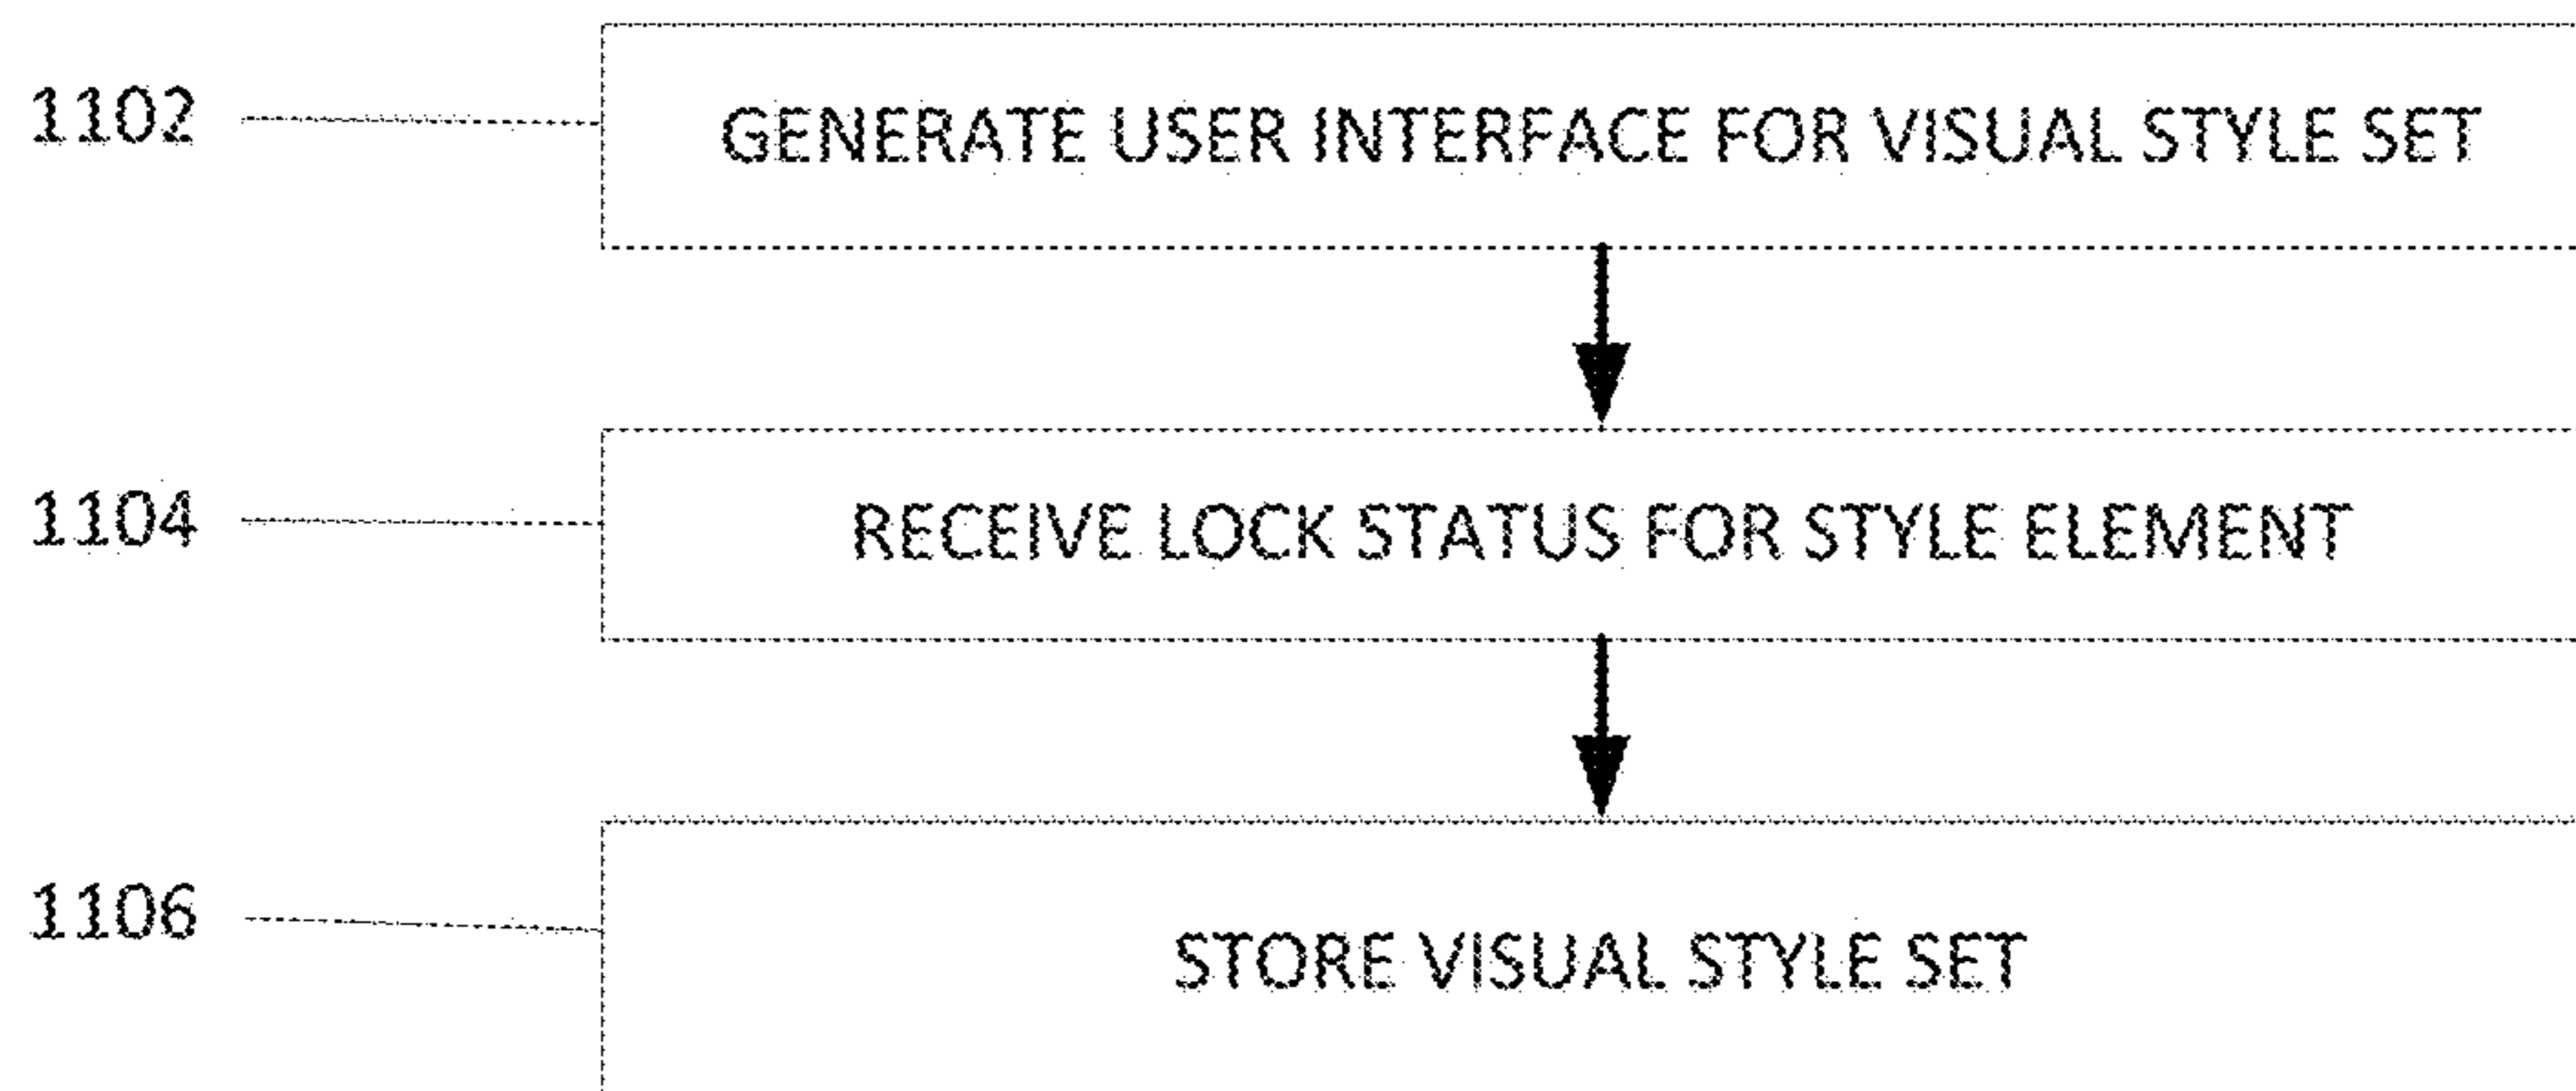 1102
GENERATE USER INTERFACE FOR VISUAL STYLE SET
1104
RECEIVE LOCK STATUS FOR STYLE ELEMENT
1106
STORE VISUAL STYLE SET